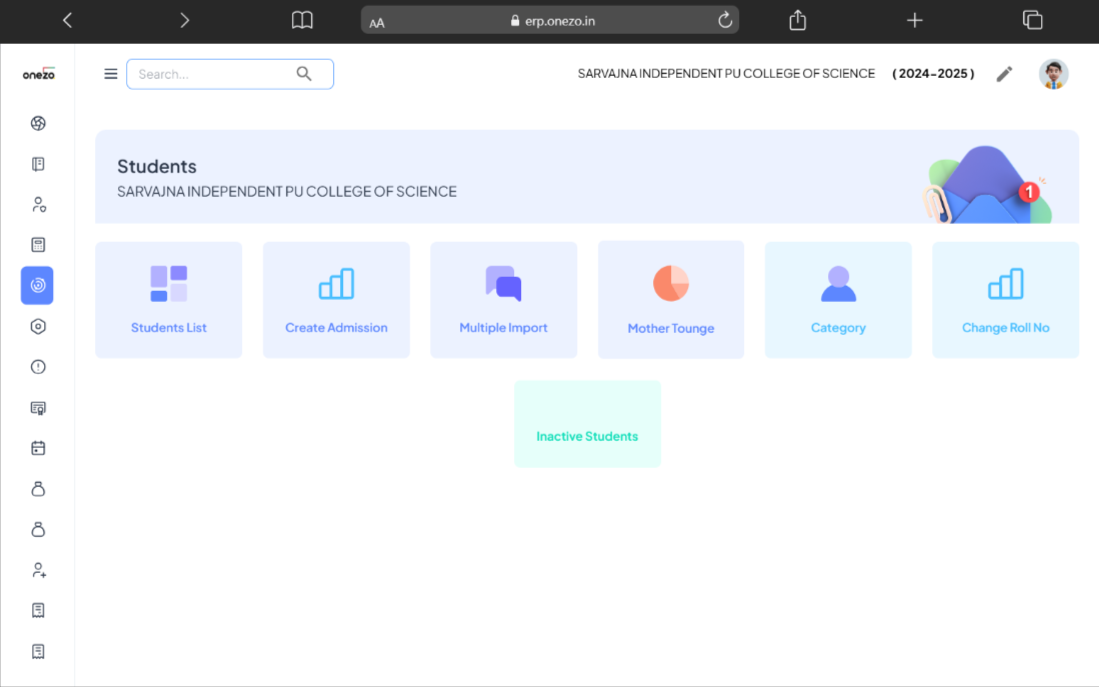 AA erp.onezo.in
onezo
Search...
SARVAJNA INDEPENDENT PU COLLEGE OF SCIENCE (2024-2025)
Students
SARVAJNA INDEPENDENT PU COLLEGE OF SCIENCE
1
Students List
Create Admission
Multiple Import
Mother Tounge
Category
Change Roll No
Inactive Students